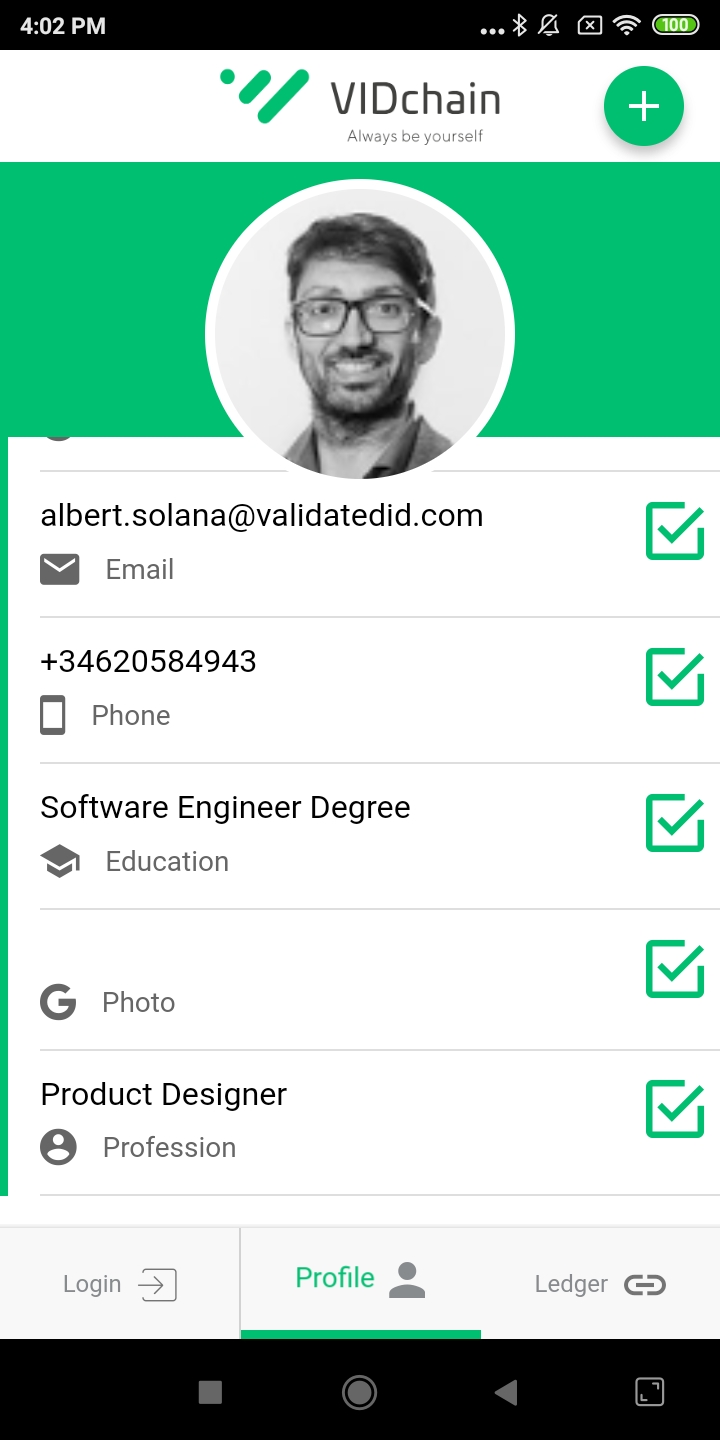 4:02 PM
100
VIDchain
Always be yourself
albert.solana@validatedid.com
Email
+34620584943
Phone
Software Engineer Degree
Education
Photo
Product Designer
Profession
Login
Profile
Ledger